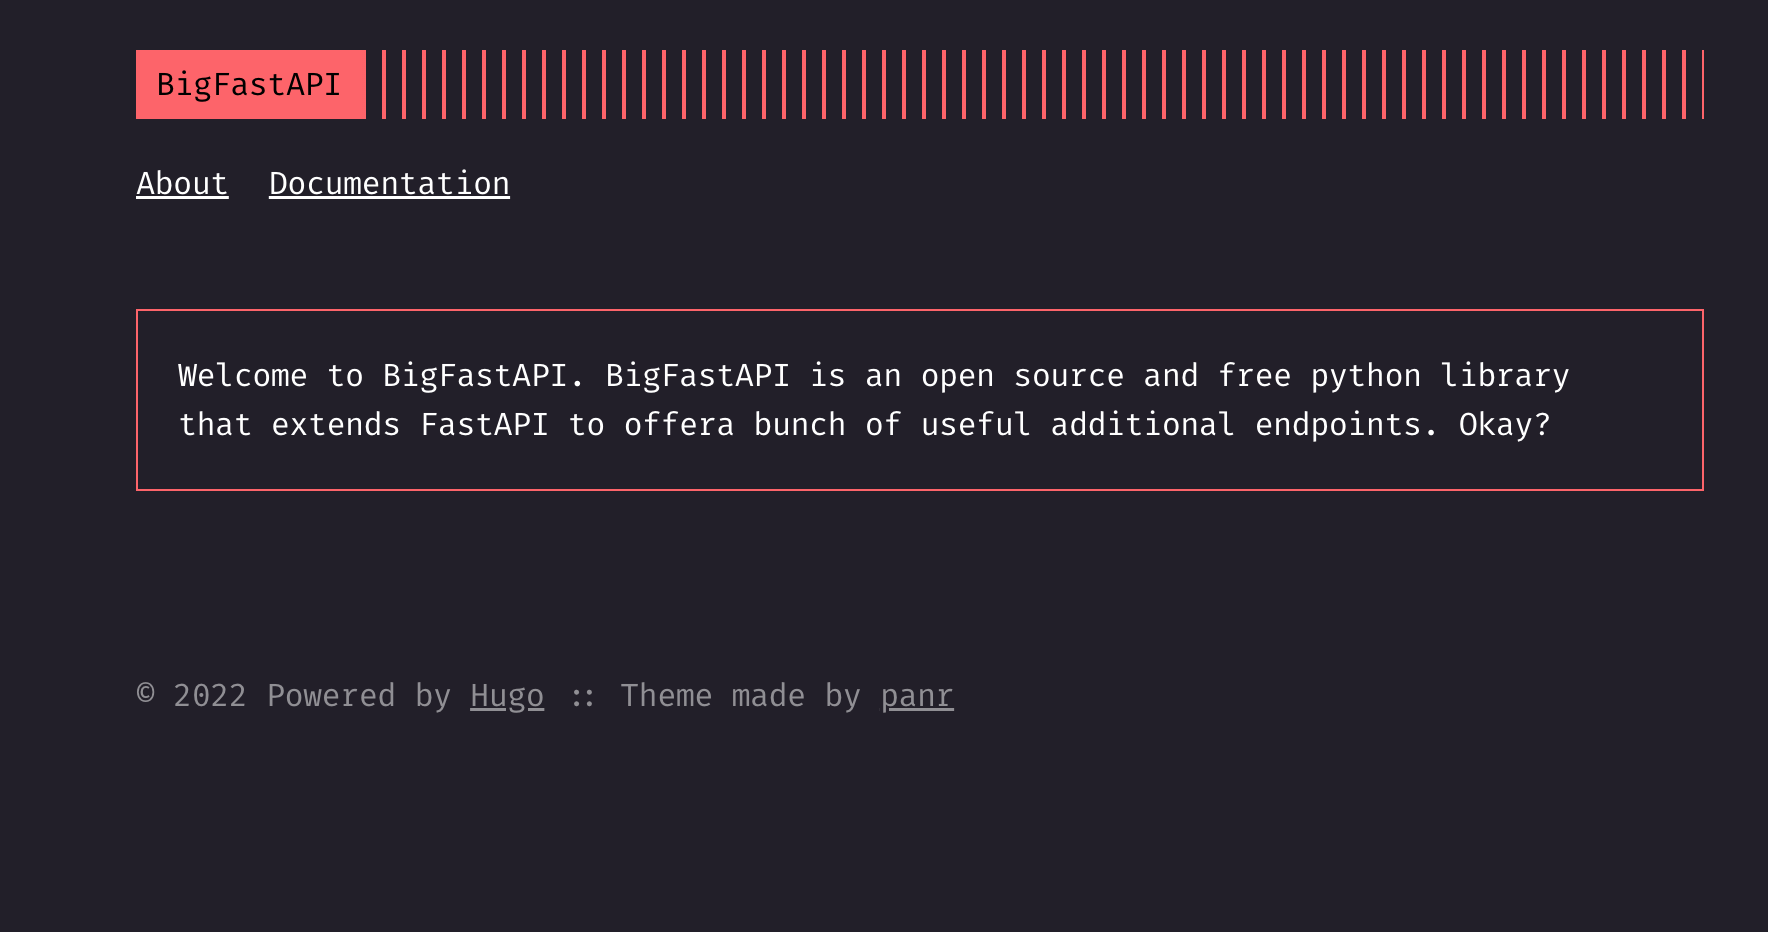 BigFastAPI
About Documentation
Welcome to BigFastAPI. BigFastAPI is an open source and free python library
that extends FastAPI to offera bunch of useful additional endpoints. Okay?
© 2022 Powered by Hugo :: Theme made by panr